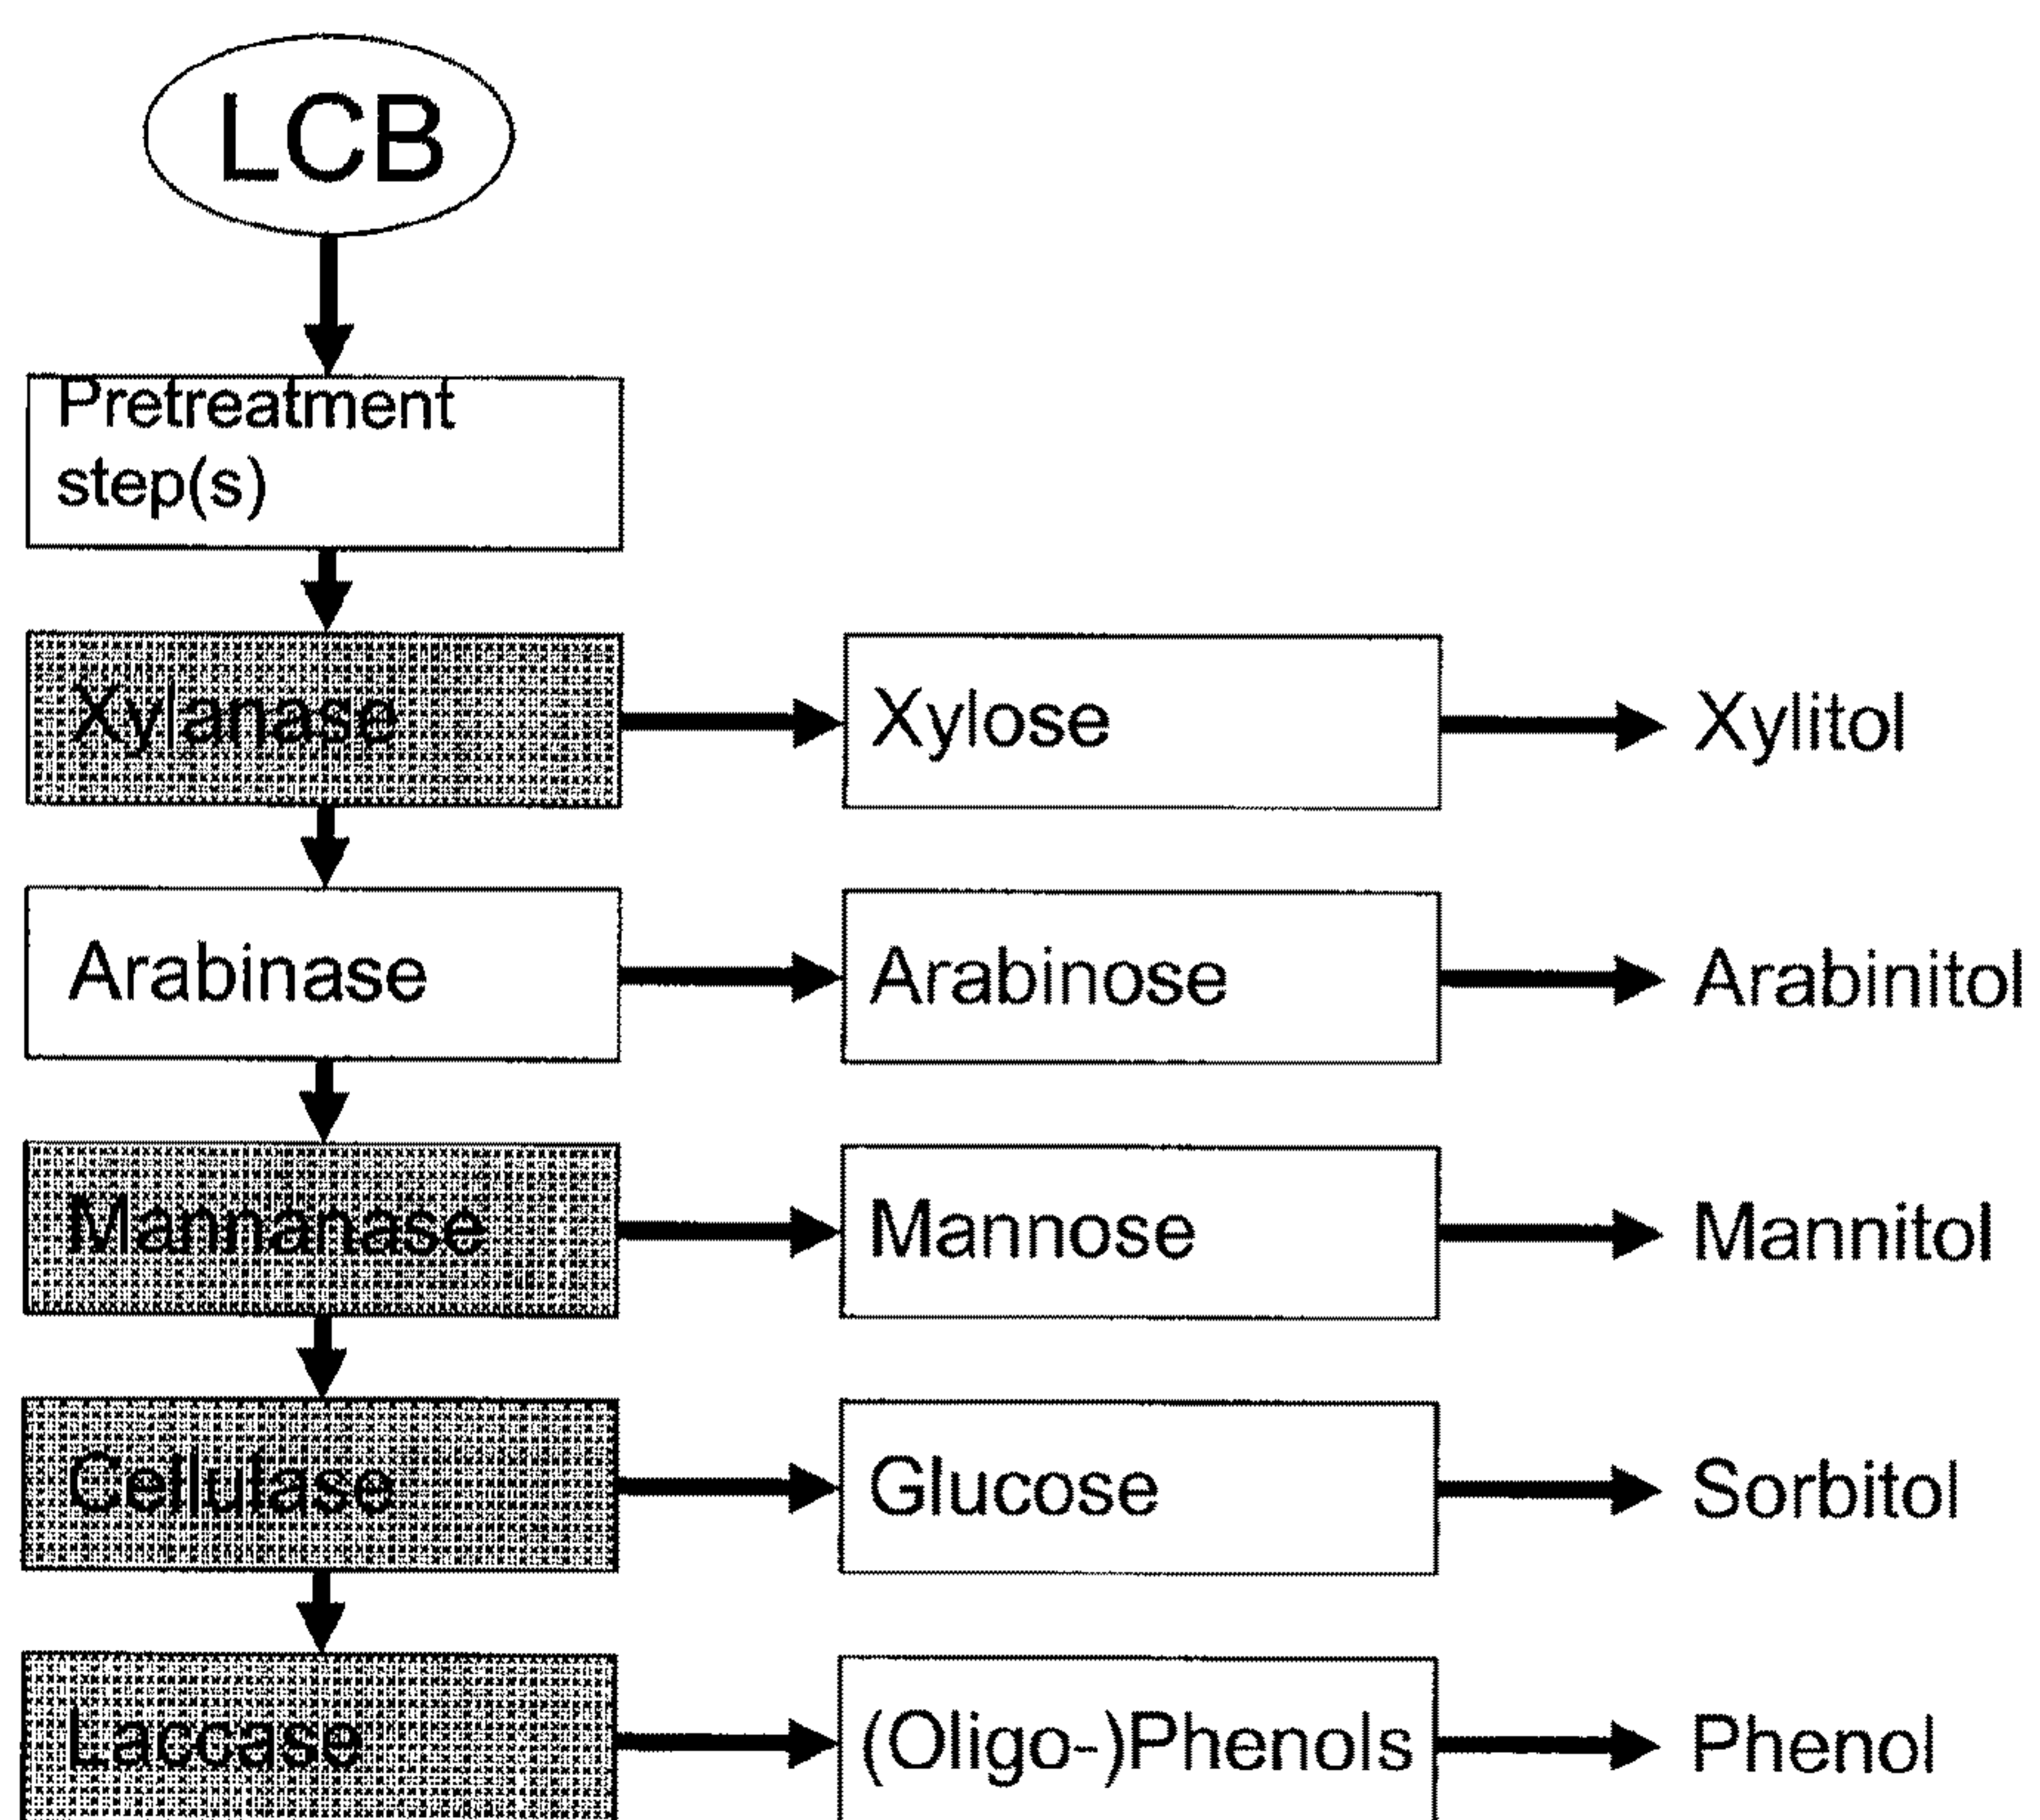 LCB
Pretreatment
step(s)
Xylanase
Xylose
Xylitol
Arabinase
Arabinose
Arabinitol
Mannanase
Mannose
Mannitol
Cellulase
Glucose
Sorbitol
Laccase
(Oligo-)Phenols
Phenol